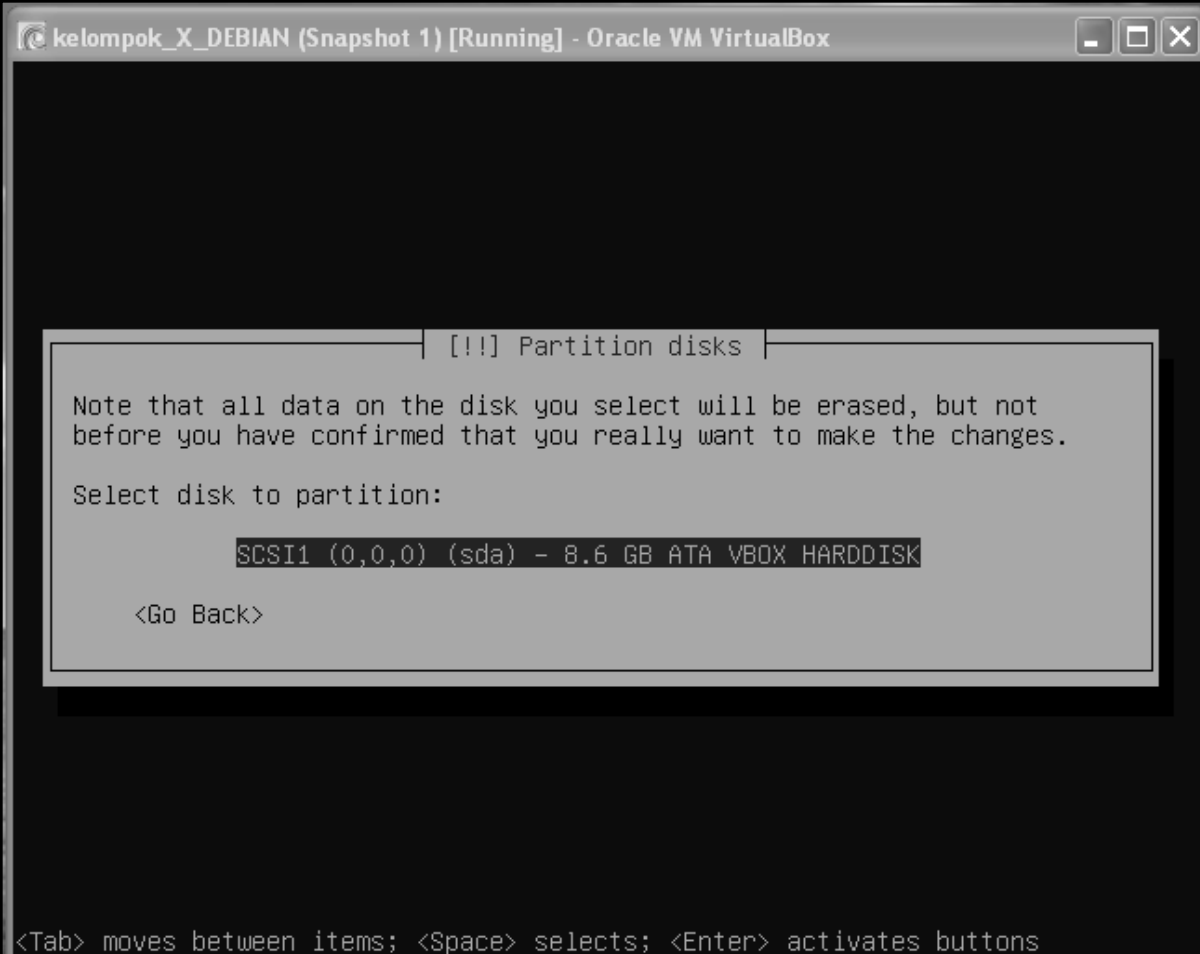 kelompok_X_DEBIAN (Snapshot 1) [Running] - Oracle VM VirtualBox
[!!] Partition disks
Note that all data on the disk you select will be erased, but not
before you have confirmed that you really want to make the changes.
Select disk to partition:
SCSI1 (0,0,0) (sda) - 8.6 GB ATA VBOX HARDDISK
<Go Back>
<Tab> moves between items; <Space> selects; <Enter> activates buttons